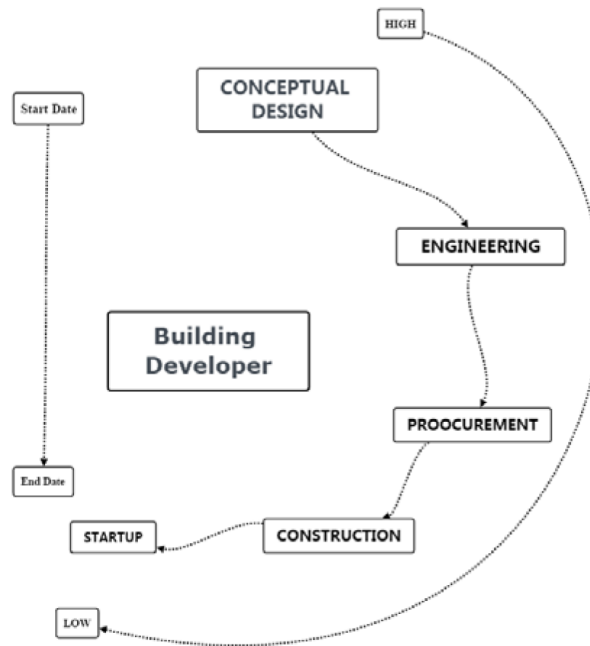 HIGH
CONCEPTUAL
DESIGN
Start Date
ENGINEERING
Building
Developer
PROOCUREMENT
End Date
CONSTRUCTION
STARTUP
LOW